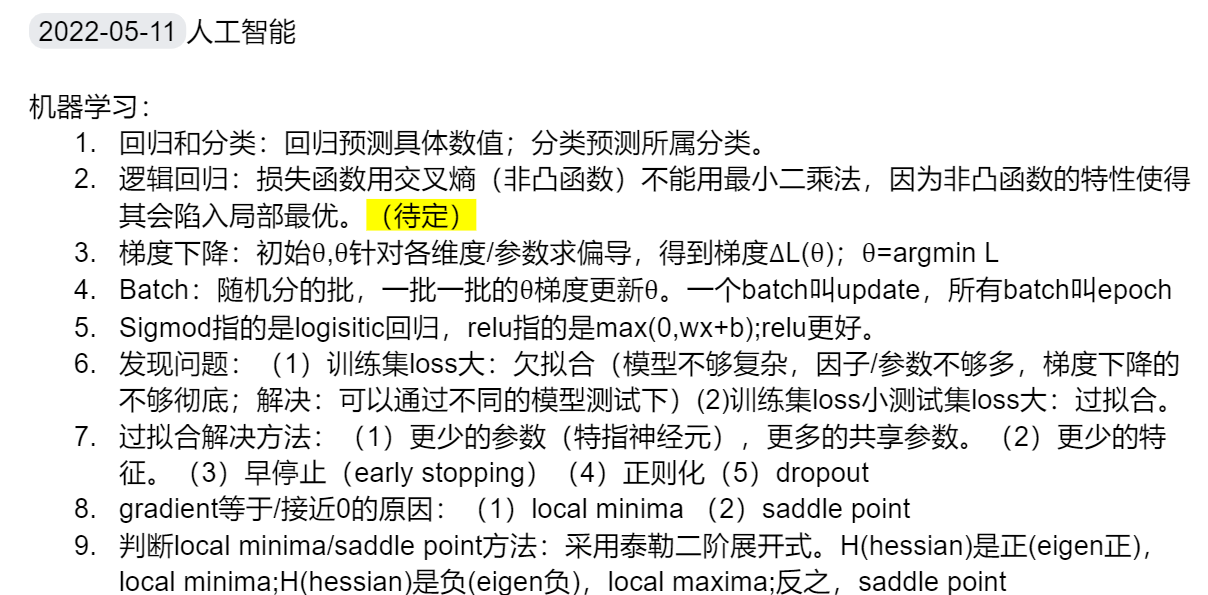 2022-05-11 人工智能
机器学习：
1. 回归和分类：回归预测具体数值；分类预测所属分类。
2. 逻辑回归：损失函数用交叉熵（非凸函数）不能用最小二乘法，因为非凸函数的特性使得
其会陷入局部最优。（待定）
3. 梯度下降：初始θ,θ针对各维度/参数求偏导，得到梯度ΔL(θ)；θ=argmin L
4. Batch：随机分的批，一批一批的θ梯度更新θ。一个batch叫update，所有batch叫epoch
5. Sigmod指的是logisitic回归，relu指的是max(0,wx+b);relu更好。
6. 发现问题：（1）训练集loss大：欠拟合（模型不够复杂，因子/参数不够多，梯度下降的
不够彻底；解决：可以通过不同的模型测试下）(2)训练集loss小测试集loss大：过拟合。
7. 过拟合解决方法：（1）更少的参数（特指神经元），更多的共享参数。（2）更少的特
征。（3）早停止（early stopping）（4）正则化（5）dropout
8. gradient等于/接近0的原因：（1）local minima （2）saddle point
9. 判断local minima/saddle point方法：采用泰勒二阶展开式。H(hessian)是正(eigen正)，
local minima;H(hessian)是负(eigen负)，local maxima;反之，saddle point